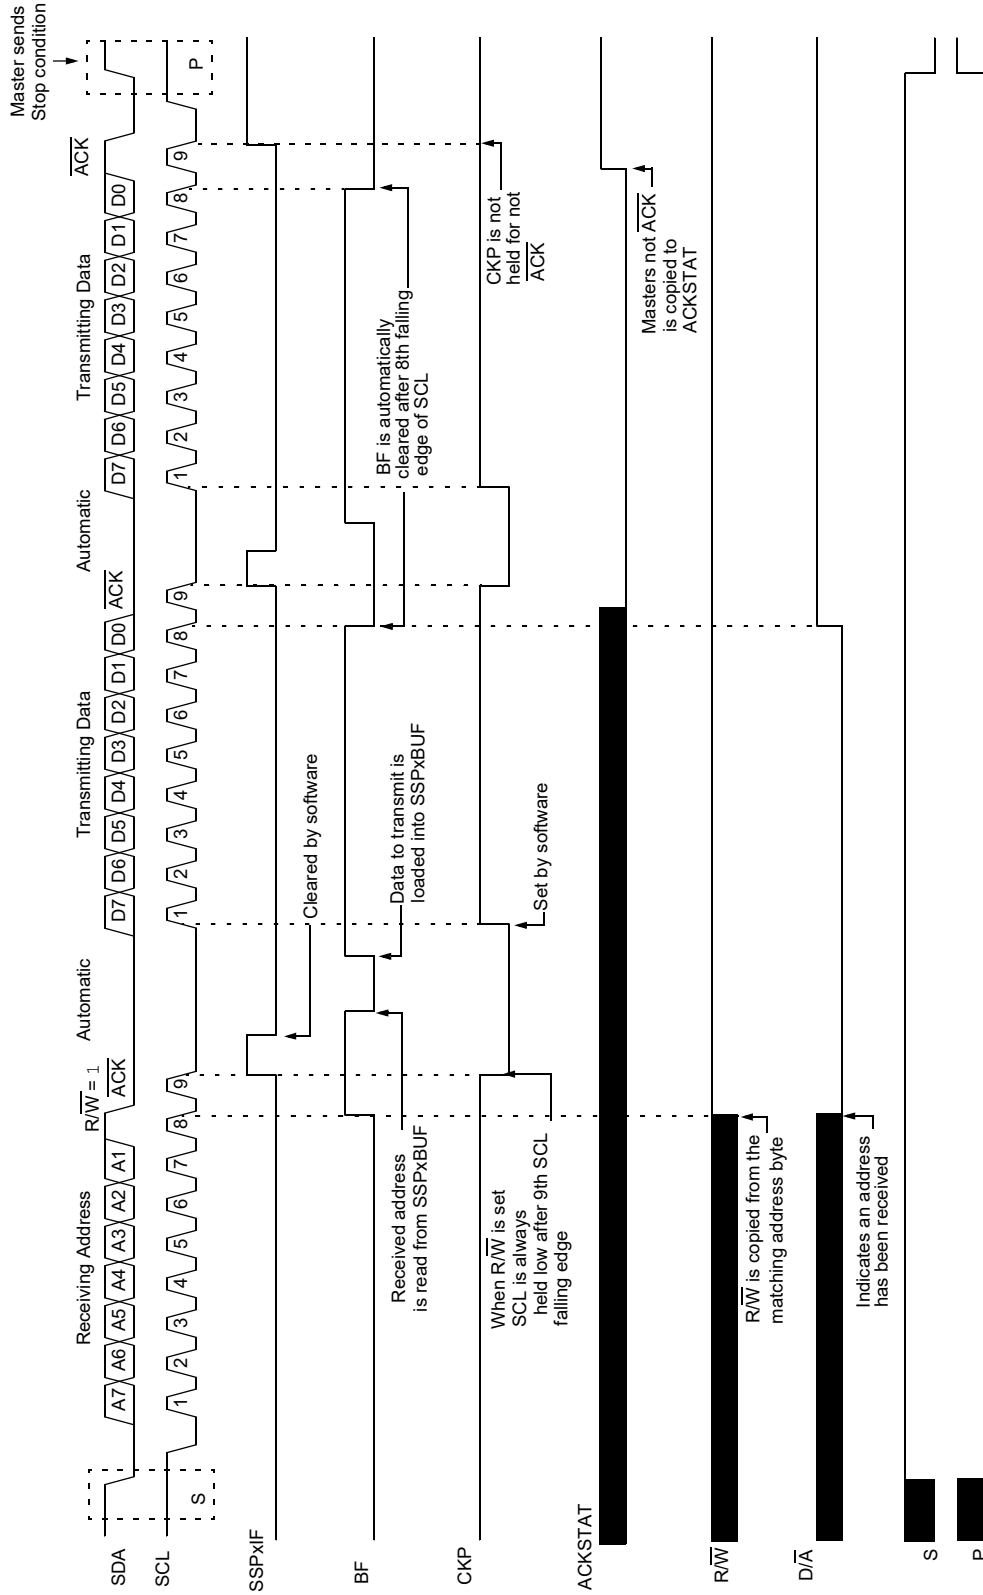 Master sends
Stop condition
Receiving Address
R/W̅ = 1
Automatic
Transmitting Data
Automatic
Transmitting Data
A̅C̅K̅
A̅C̅K̅
A̅C̅K̅
SDA
A7 A6 A5 A4 A3 A2 A1
D7 D6 D5 D4 D3 D2 D1 D0
D7 D6 D5 D4 D3 D2 D1 D0
SCL
S
1 2 3 4 5 6 7 8 9
1 2 3 4 5 6 7 8 9
1 2 3 4 5 6 7 8 9
P
SSPxIF
Cleared by software
BF
Received address
is read from SSPxBUF
Data to transmit is
loaded into SSPxBUF
BF is automatically
cleared after 8th falling
edge of SCL
CKP
When R/W̅ is set
SCL is always
held low after 9th SCL
falling edge
Set by software
CKP is not
held for not
A̅C̅K̅
ACKSTAT
Masters not A̅C̅K̅
is copied to
ACKSTAT
R/W̅
R/W̅ is copied from the
matching address byte
D/A̅
Indicates an address
has been received
S
P